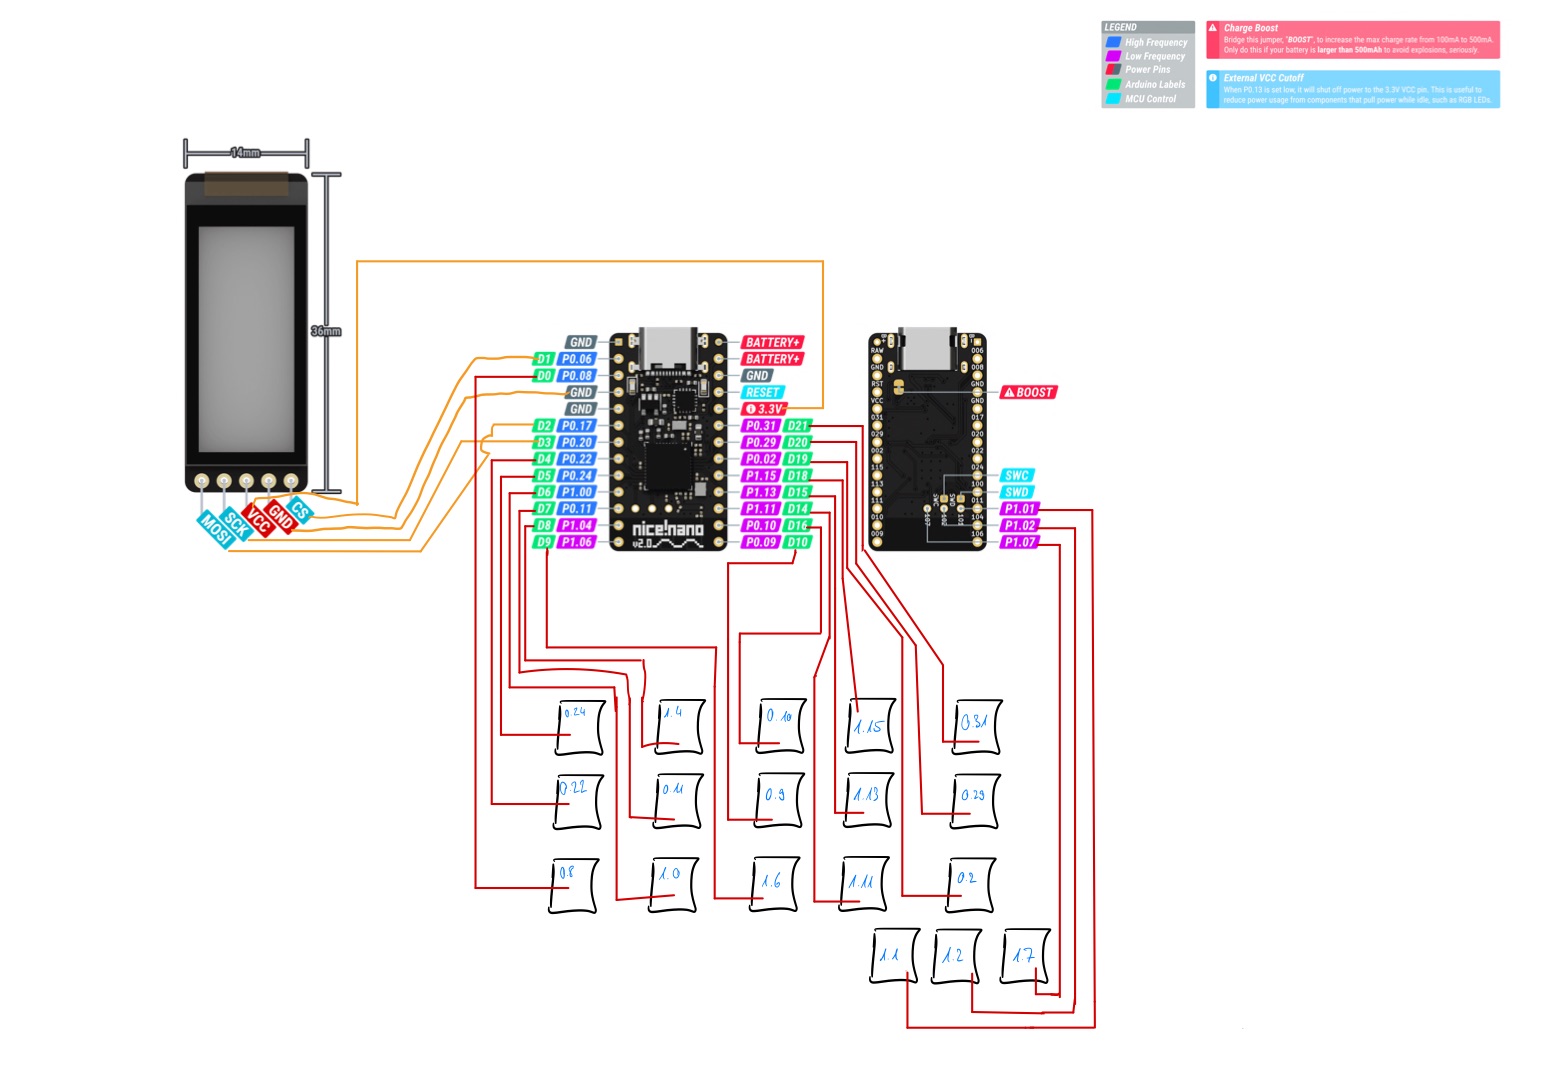 LEGEND
High Frequency
Low Frequency
Power Pins
Arduino Labels
MCU Control
Charge Boost
Bridge this jumper, "BOOST", to increase the max charge rate from 100mA to 500mA.
Only do this if your battery is larger than 500mAh to avoid explosions, seriously.
External VCC Cutoff
When P0.13 is set low, it will shut off power to the 3.3V VCC pin. This is useful to
reduce power usage from components that pull power while idle, such as RGB LEDs.
14mm
36mm
MOSI
SCK
VCC
GND
CS
GND
D1 P0.06
D0 P0.08
GND
GND
D2 P0.17
D3 P0.20
D4 P0.22
D5 P0.24
D6 P1.00
D7 P0.11
D8 P1.04
D9 P1.06
nice!nano
v2.0
BATTERY+
BATTERY+
GND
RESET
3.3V
P0.31 D21
P0.29 D20
P0.02 D19
P1.15 D18
P1.13 D15
P1.11 D14
P0.10 D16
P0.09 D10
RAW
GND
RST
VCC
031
029
002
115
113
111
010
009
006
008
GND
GND
017
020
022
024
100
011
104
106
BOOST
SWC
SWD
P1.01
P1.02
P1.07
0.24
1.4
0.10
1.15
0.31
0.22
0.11
0.9
1.13
0.29
0.8
1.0
1.6
1.11
0.2
1.1
1.2
1.7